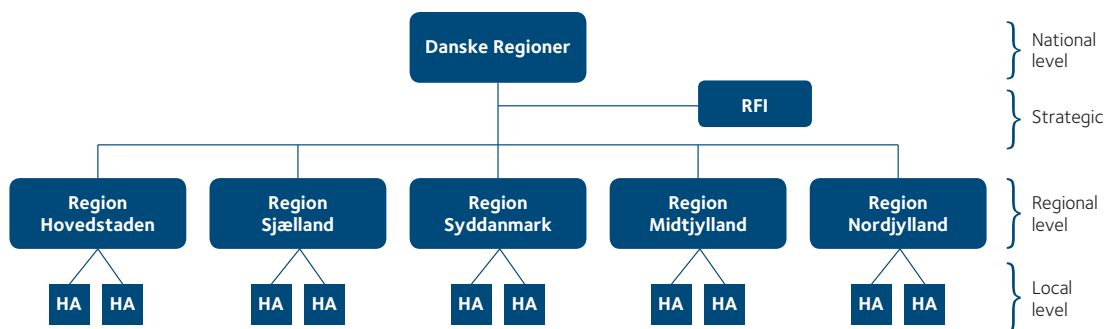 Danske Regioner
National
level
RFI
Strategic
Region
Hovedstaden
Region
Sjælland
Region
Syddanmark
Region
Midtjylland
Region
Nordjylland
Regional
level
HA
HA
HA
HA
HA
HA
HA
HA
HA
HA
Local
level